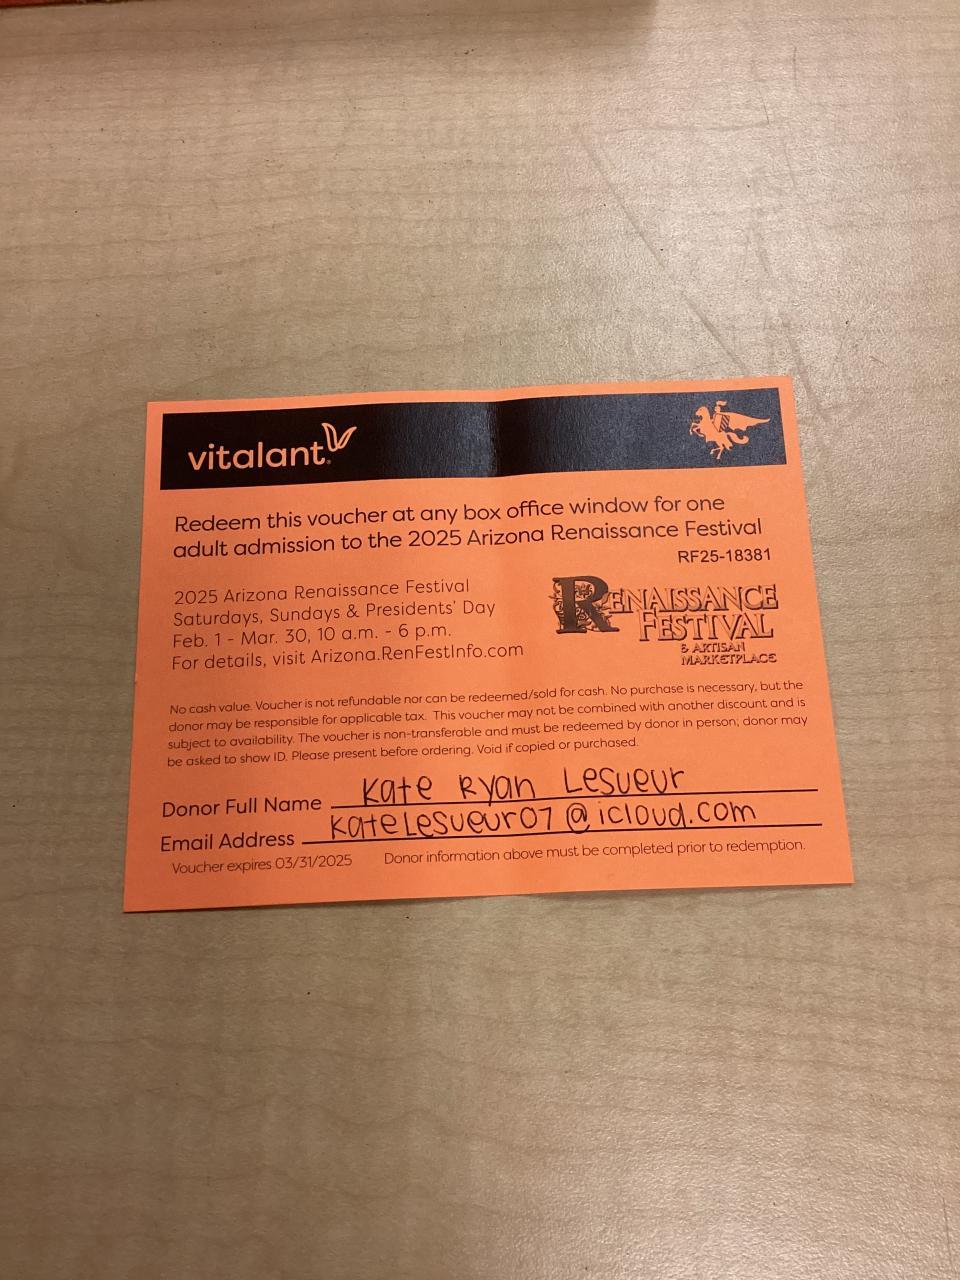 vitalant
Redeem this voucher at any box office window for one
adult admission to the 2025 Arizona Renaissance Festival
RF25-18381
2025 Arizona Renaissance Festival
Saturdays, Sundays & Presidents' Day
Feb. 1 - Mar. 30, 10 a.m. - 6 p.m.
For details, visit Arizona.RenFestInfo.com
RENAISSANCE
FESTIVAL
& ARTISAN
MARKETPLACE
No cash value. Voucher is not refundable nor can be redeemed/sold for cash. No purchase is necessary, but the
donor may be responsible for applicable tax. This voucher may not be combined with another discount and is
subject to availability. The voucher is non-transferable and must be redeemed by donor in person; donor may
be asked to show ID. Please present before ordering. Void if copied or purchased.
Donor Full Name Kate Ryan Lesueur
Email Address KateLesueur07@icloud.com
Voucher expires 03/31/2025 Donor information above must be completed prior to redemption.